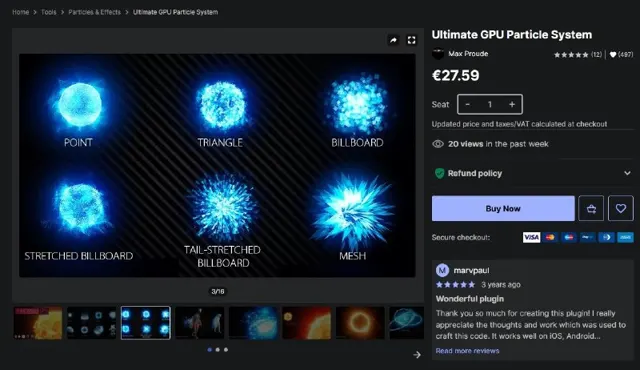 Home > Tools > Particles & Effects > Ultimate GPU Particle System
POINT
TRIANGLE
BILLBOARD
STRETCHED BILLBOARD
TAIL-STRETCHED
BILLBOARD
MESH
3/16
Ultimate GPU Particle System
Max Proude
(12) | (497)
€27.59
Seat
- 1 +
Updated price and taxes/VAT calculated at checkout
20 views in the past week
Refund policy
Buy Now
Secure checkout:
VISA
M marvpaul
3 years ago
Wonderful plugin
Thank you so much for creating this plugin! I really
appreciate the thoughts and work which was used to
craft this code. It works well on iOS, Android...
Read more reviews